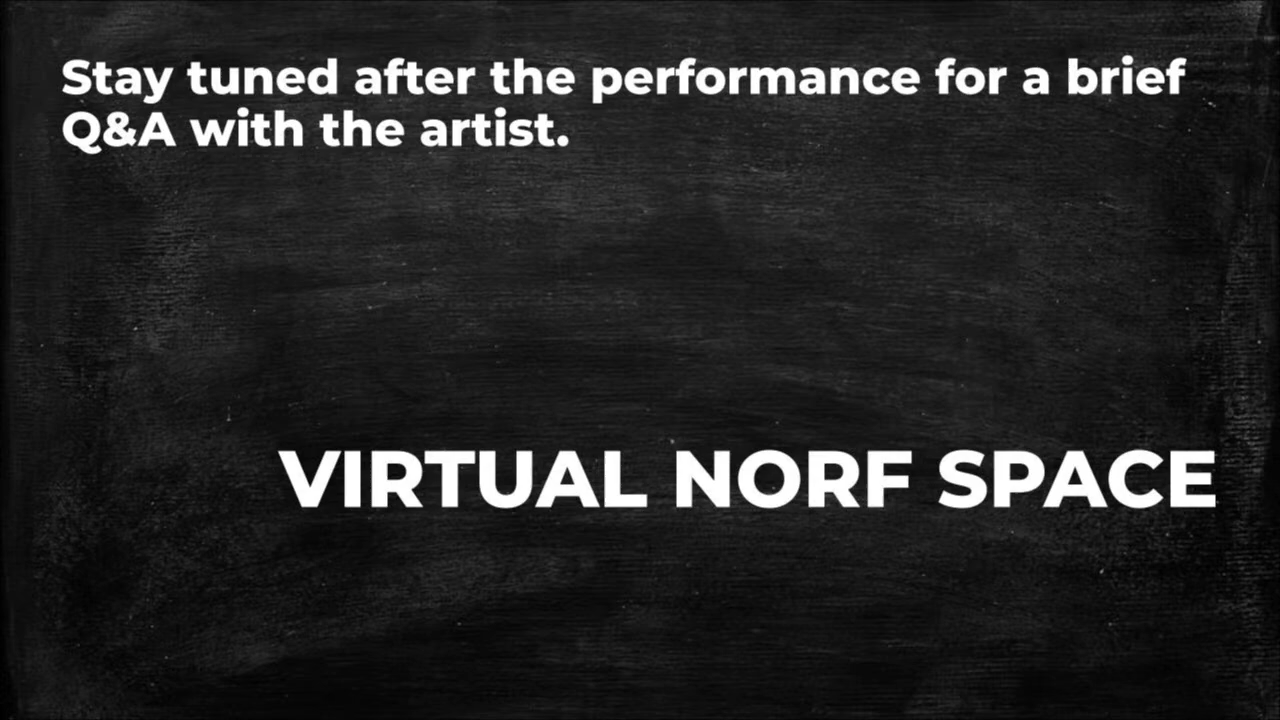 Stay tuned after the performance for a brief
Q&A with the artist.
VIRTUAL NORF SPACE